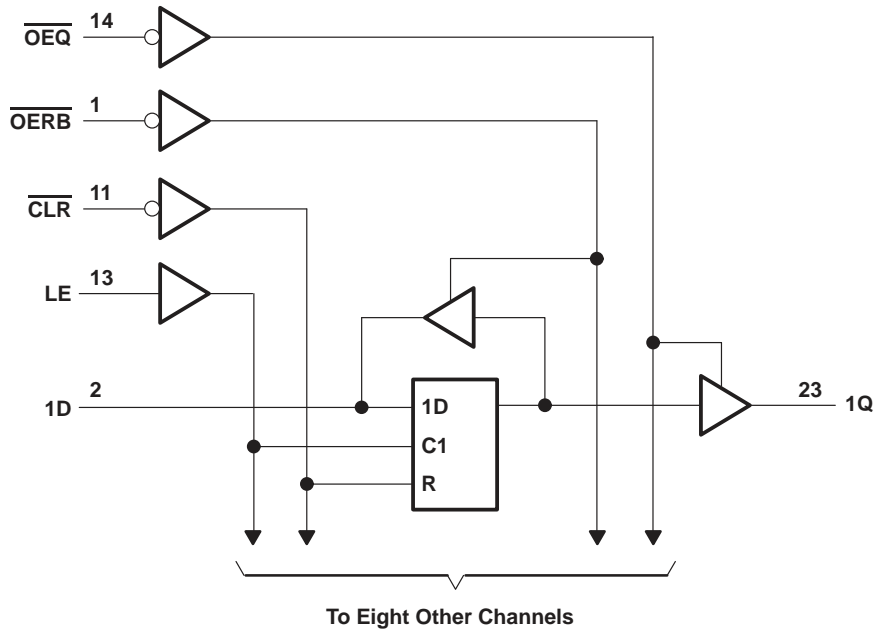 OEQ 14
OERB 1
CLR 11
LE 13
1D 2
1D
C1
R
23 1Q
To Eight Other Channels